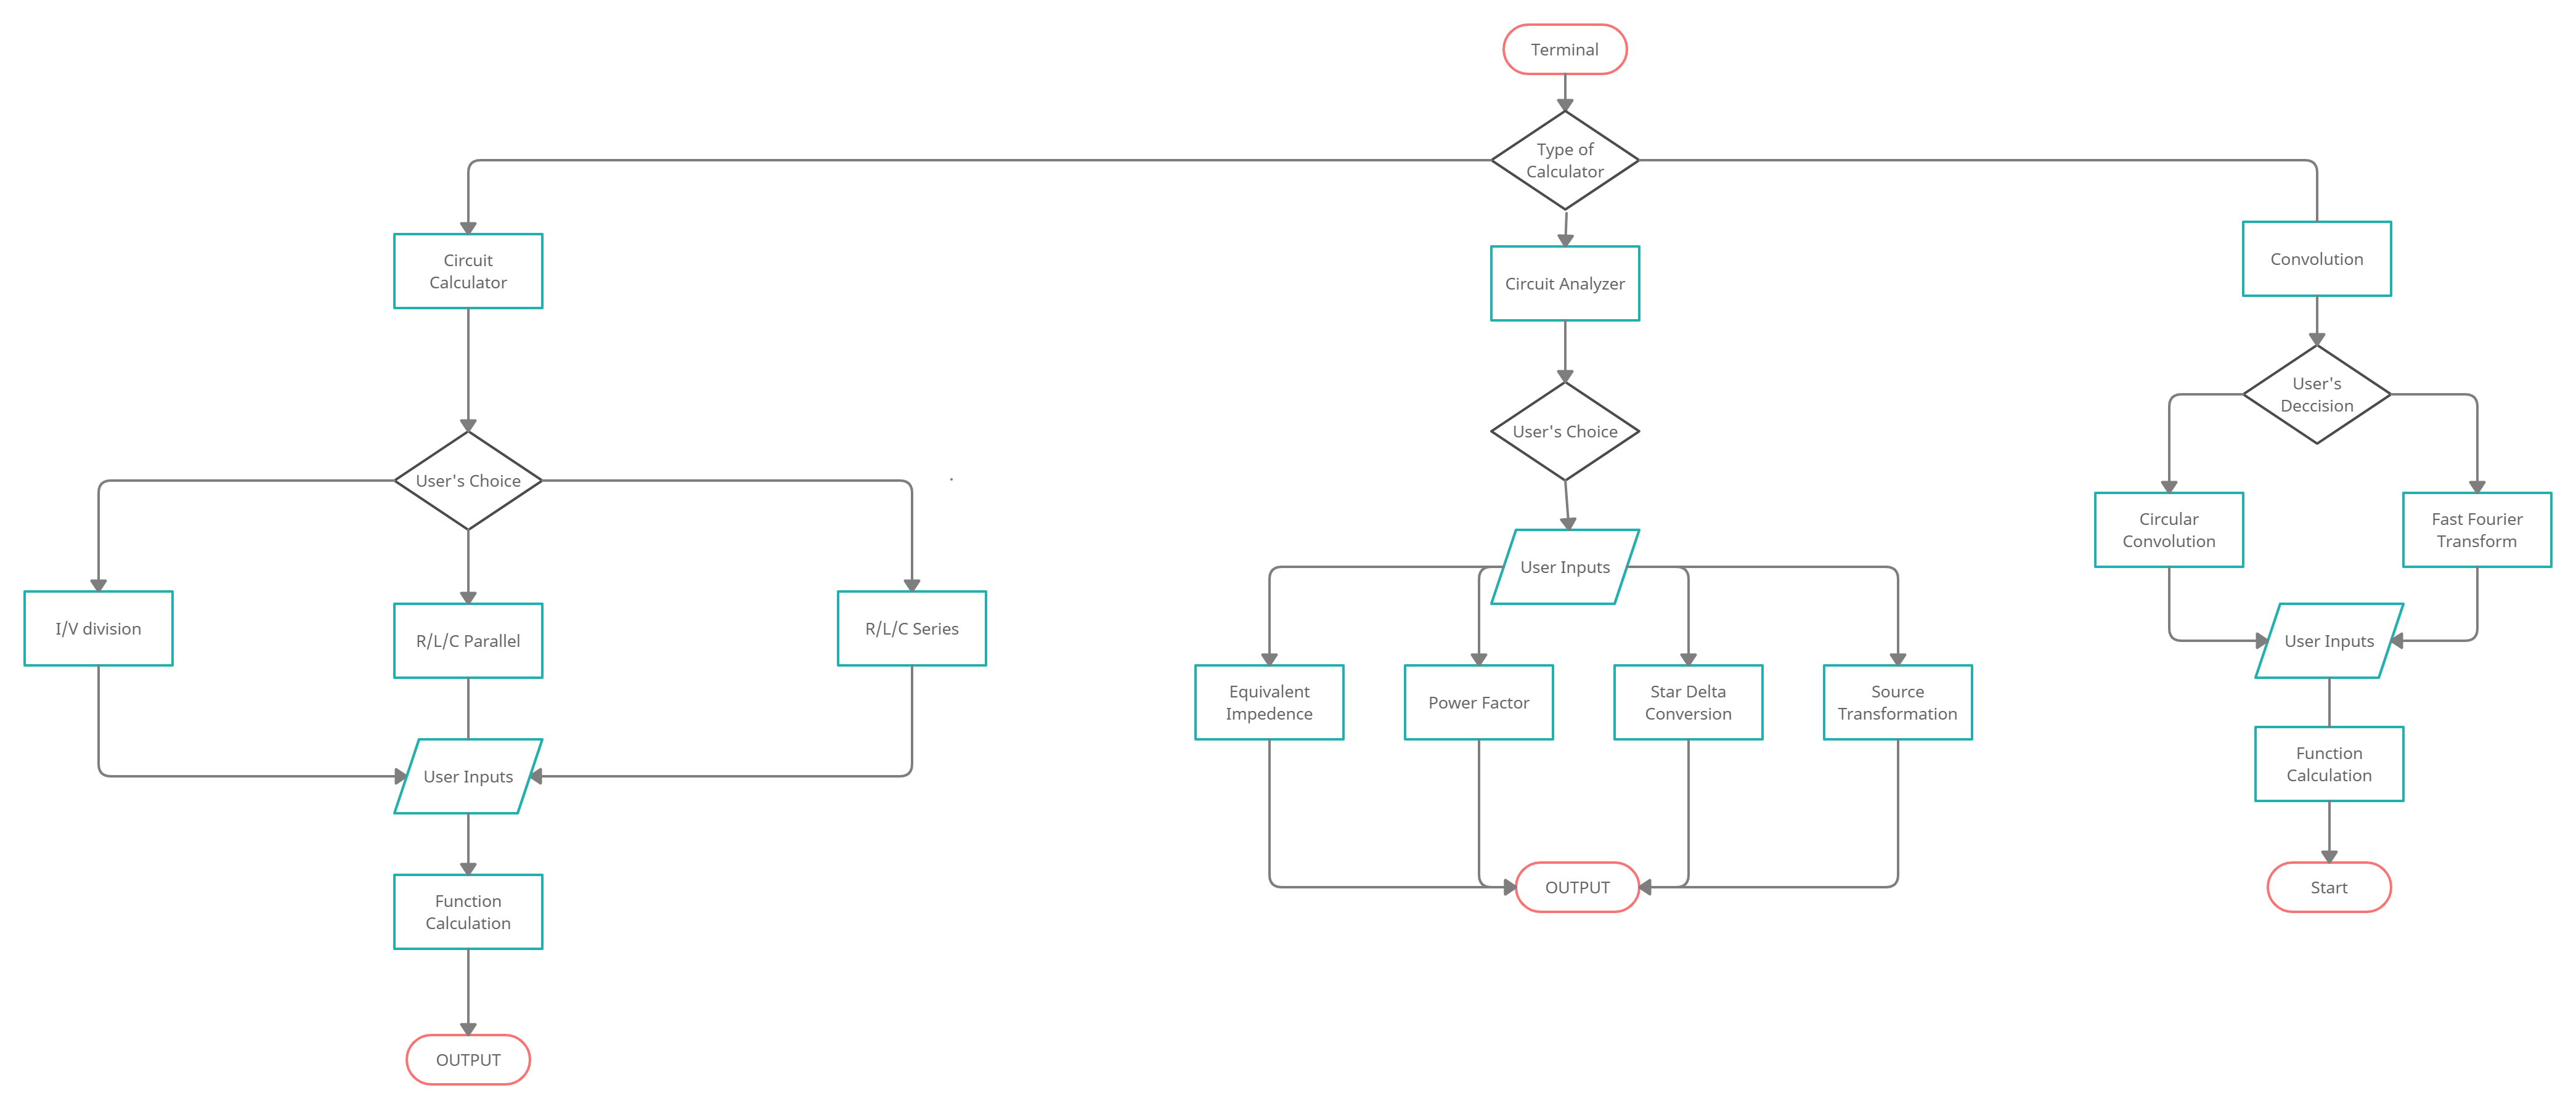 Terminal
Type of
Calculator
Circuit
Calculator
Circuit Analyzer
Convolution
User's Choice
User's Choice
User's
Deccision
I/V division
R/L/C Parallel
R/L/C Series
User Inputs
Circular
Convolution
Fast Fourier
Transform
User Inputs
Equivalent
Impedence
Power Factor
Star Delta
Conversion
Source
Transformation
User Inputs
Function
Calculation
Function
Calculation
OUTPUT
Start
OUTPUT